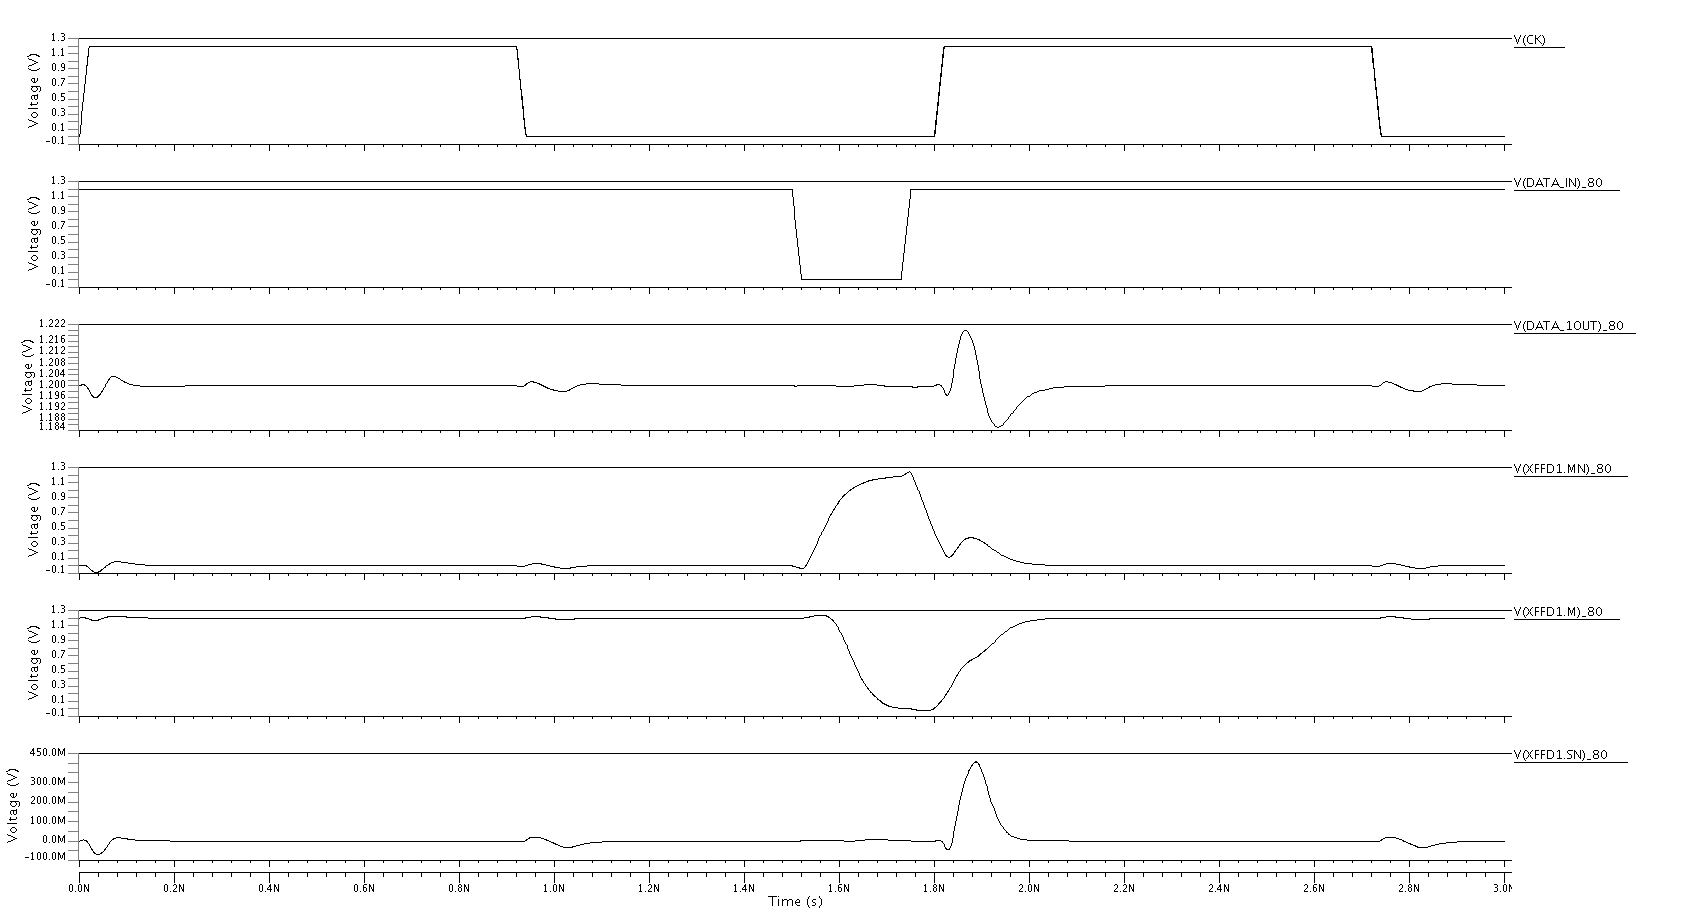 1.3
1.1
0.9
0.7
0.5
0.3
0.1
-0.1
Voltage (V)
V(CK)
1.3
1.1
0.9
0.7
0.5
0.3
0.1
-0.1
Voltage (V)
V(DATA_IN)_80
1.222
1.216
1.212
1.208
1.204
1.200
1.196
1.192
1.188
1.184
Voltage (V)
V(DATA_1OUT)_80
1.3
1.1
0.9
0.7
0.5
0.3
0.1
-0.1
Voltage (V)
V(XFFD1.MN)_80
1.3
1.1
0.9
0.7
0.5
0.3
0.1
-0.1
Voltage (V)
V(XFFD1.M)_80
450.0M
300.0M
200.0M
100.0M
0.0M
-100.0M
Voltage (V)
V(XFFD1.SN)_80
0.0N 0.2N 0.4N 0.6N 0.8N 1.0N 1.2N 1.4N 1.6N 1.8N 2.0N 2.2N 2.4N 2.6N 2.8N 3.0N
Time (s)